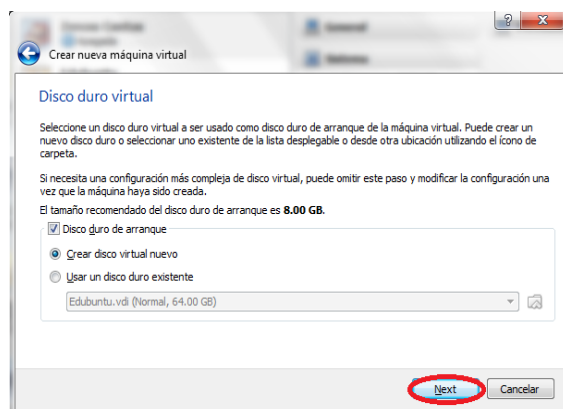 Crear nueva máquina virtual
Disco duro virtual
Seleccione un disco duro virtual a ser usado como disco duro de arranque de la máquina virtual. Puede crear un
nuevo disco duro o seleccionar uno existente de la lista desplegable o desde otra ubicación utilizando el ícono de
carpeta.
Si necesita una configuración más compleja de disco virtual, puede omitir este paso y modificar la configuración una
vez que la máquina haya sido creada.
El tamaño recomendado del disco duro de arranque es 8.00 GB.
Disco duro de arranque
Crear disco virtual nuevo
Usar un disco duro existente
Edubuntu.vdi (Normal, 64.00 GB)
Next Cancelar